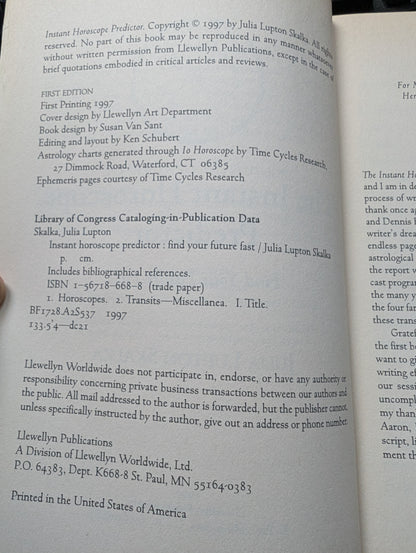 Instant Horoscope Predictor. Copyright © 1997 by Julia Lupton Skalka. All rights
reserved. No part of this book may be reproduced in any manner whatsoever
without written permission from Llewellyn Publications, except in the case of
brief quotations embodied in critical articles and reviews.
FIRST EDITION
First Printing 1997
Cover design by Llewellyn Art Department
Book design by Susan Van Sant
Editing and layout by Ken Schubert
Astrology charts generated through Io Horoscope by Time Cycles Research,
27 Dimmock Road, Waterford, CT 06385
Ephemeris pages courtesy of Time Cycles Research
Library of Congress Cataloging-in-Publication Data
Skalka, Julia Lupton
Instant horoscope predictor : find your future fast / Julia Lupton Skalka
p. cm.
Includes bibliographical references.
ISBN 1-56718-668-8 (trade paper)
1. Horoscopes. 2. Transits—Miscellanea. I. Title.
BF1728.A2S537 1997
133.5'4—dc21
Llewellyn Worldwide does not participate in, endorse, or have any authority or
responsibility concerning private business transactions between our authors and
the public. All mail addressed to the author is forwarded, but the publisher cannot,
unless specifically instructed by the author, give out an address or phone number.
Llewellyn Publications
A Division of Llewellyn Worldwide, Ltd.
P.O. 64383, Dept. K668-8 St. Paul, MN 55164-0383
Printed in the United States of America
For
Her
The Instant
and I am in
process of
thank once
and Dennis
writer's
endless
astrological
the report
cast
the many
the four
these
the first
want to
writing
our
my
Aaron,
script,